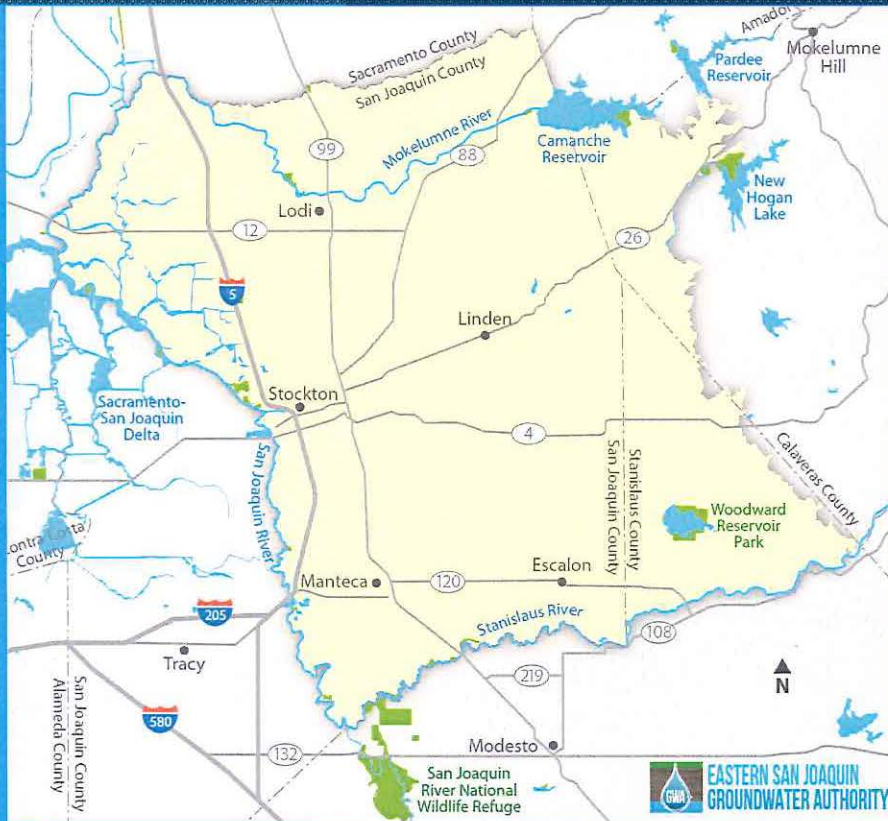 Amador
Mokelumne
Hill
Pardee
Reservoir
Sacramento County
San Joaquin County
Mokelumne River
Camanche
Reservoir
99
88
New
Hogan
Lake
Lodi
12
26
5
Linden
Stockton
Sacramento-
San Joaquin
Delta
4
San Joaquin River
Stanislaus County
San Joaquin County
Calaveras County
Woodward
Reservoir
Park
ontra Costa
County
Manteca
120
Escalon
Stanislaus River
205
108
Tracy
219
N
San Joaquin County
Alameda County
580
132
Modesto
San Joaquin
River National
Wildlife Refuge
GWA
EASTERN SAN JOAQUIN
GROUNDWATER AUTHORITY